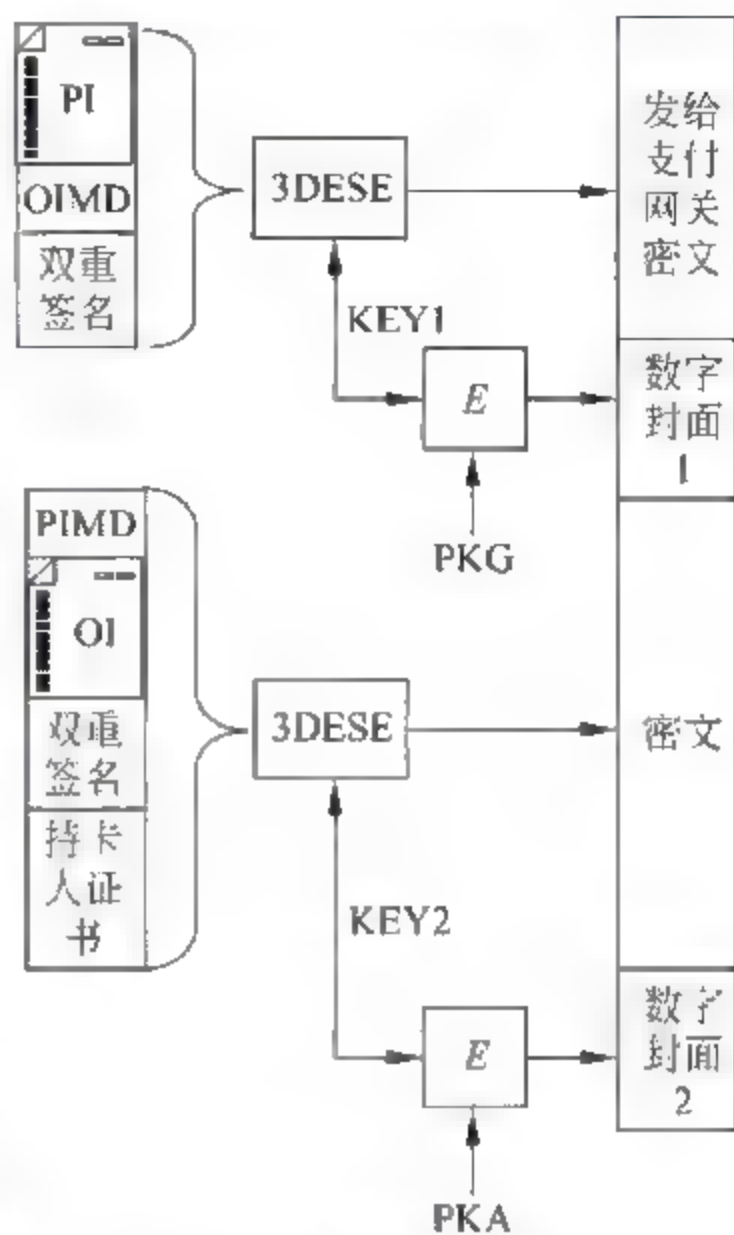 PI
OIMD
双重
签名
3DESE
KEY1
E
PKG
发给
支付
网关
密文
数字
封面
1
PIMD
OI
双重
签名
持卡
人证
书
3DESE
KEY2
E
PKA
密文
数字
封面
2